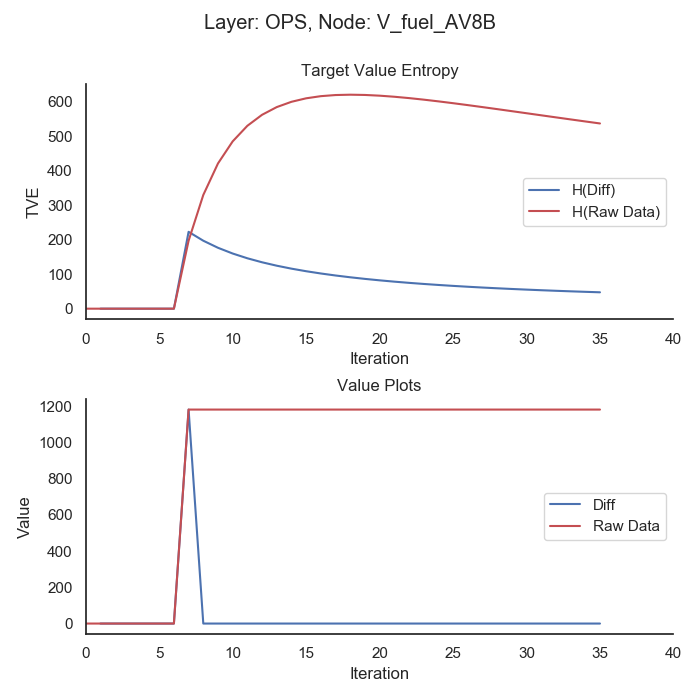 Layer: OPS, Node: V_fuel_AV8B
Target Value Entropy
600
500
400
300
200
100
0
TVE
H(Diff)
H(Raw Data)
0 5 10 15 20 25 30 35 40
Iteration
Value Plots
1200
1000
800
600
400
200
0
Value
Diff
Raw Data
0 5 10 15 20 25 30 35 40
Iteration